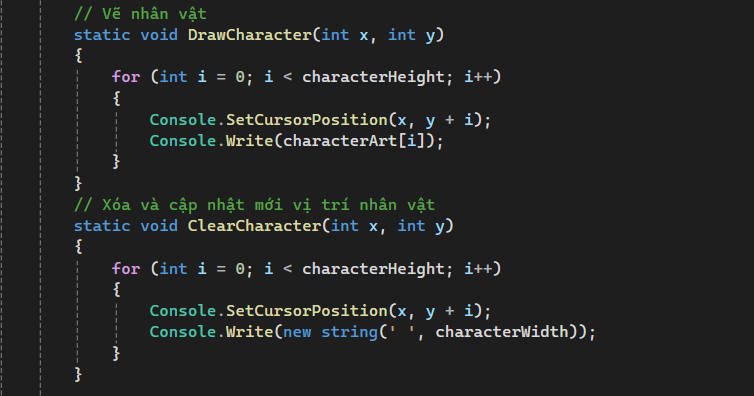 // Vẽ nhân vật
static void DrawCharacter(int x, int y)
{
for (int i = 0; i < characterHeight; i++)
{
Console.SetCursorPosition(x, y + i);
Console.Write(characterArt[i]);
}
}
// Xóa và cập nhật mới vị trí nhân vật
static void ClearCharacter(int x, int y)
{
for (int i = 0; i < characterHeight; i++)
{
Console.SetCursorPosition(x, y + i);
Console.Write(new string(' ', characterWidth));
}
}